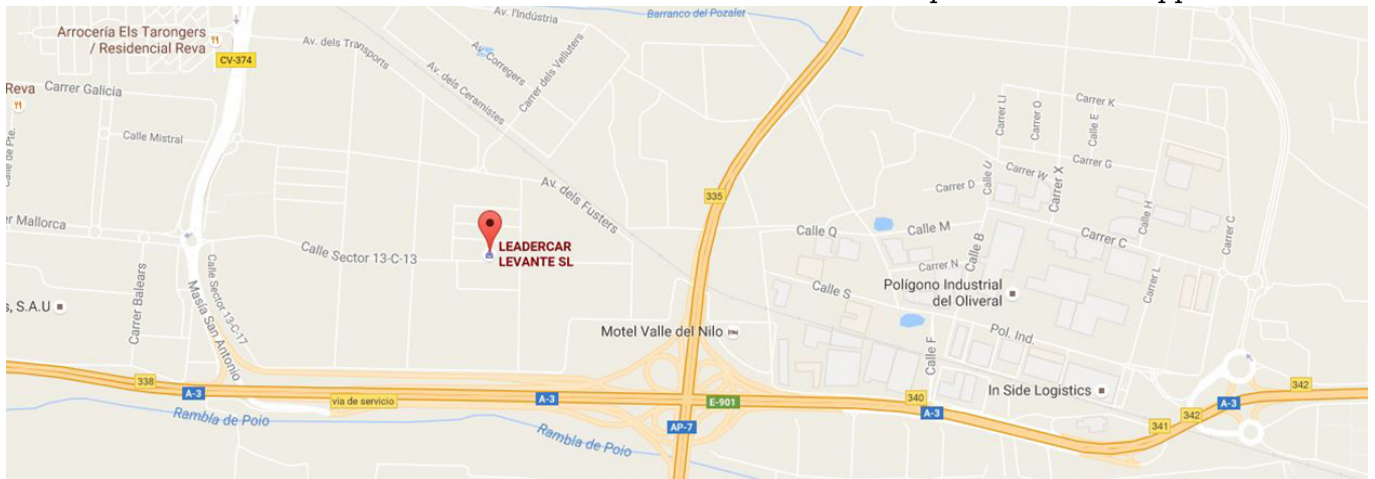 Arrocería Els Tarongers
/ Residencial Reva
Av. l'Indústria
Barranco del Pozalet
CV-374
Av. dels Transports
Av. Corregers
Carrer dels Velluters
Av. dels Ceramistes
Reva
Carrer Galicia
Calle Mistral
Calle de Pte.
Carrer Ll
Carrer O
Carrer K
Calle E
Carrer G
Carrer W
Carrer D
Calle U
Carrer X
Calle H
Carrer C
335
Av. dels Fusters
er Mallorca
Calle Sector 13-C-13
LEADERCAR
LEVANTE SL
Calle Q
Calle M
Calle B
Carrer C
Carrer N
Carrer L
Calle Sector 13-C-17
Masía San Antonio
Carrer Balears
s, S.A.U
Calle S
Polígono Industrial
del Oliveral
Motel Valle del Nilo
Pol. Ind.
Calle F
In Side Logistics
338
A-3
vía de servicio
A-3
E-901
340
A-3
341
342
A-3
342
AP-7
Rambla de Poio
Rambla de Poio